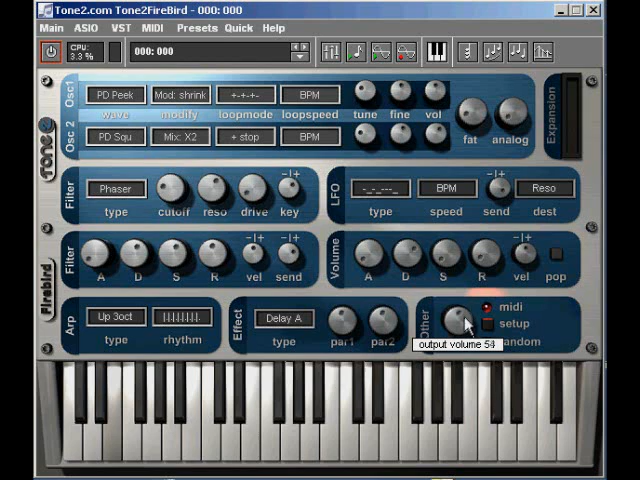 Tone2.com Tone2FireBird - 000: 000
Main ASIO VST MIDI Presets Quick Help
CPU: 3.3 %
000: 000
Osc1
PD Peek Mod: shrink +-+-+- BPM
wave modify loopmode loopspeed tune fine vol
Osc 2
PD Squ Mix: X2 + stop BPM
fat analog
Expansion
Tone2
Filter
Phaser
type cutoff reso drive key
-I+
LFO
-_-_---_ BPM Reso
type speed send dest
-I+
Filter
A D S R vel send
-I+ -I+
Volume
A D S R vel pop
-I+
Firebird
Arp
Up 3oct
type rhythm
Effect
Delay A
type par1 par2
Other
midi
setup
random
output volume 54